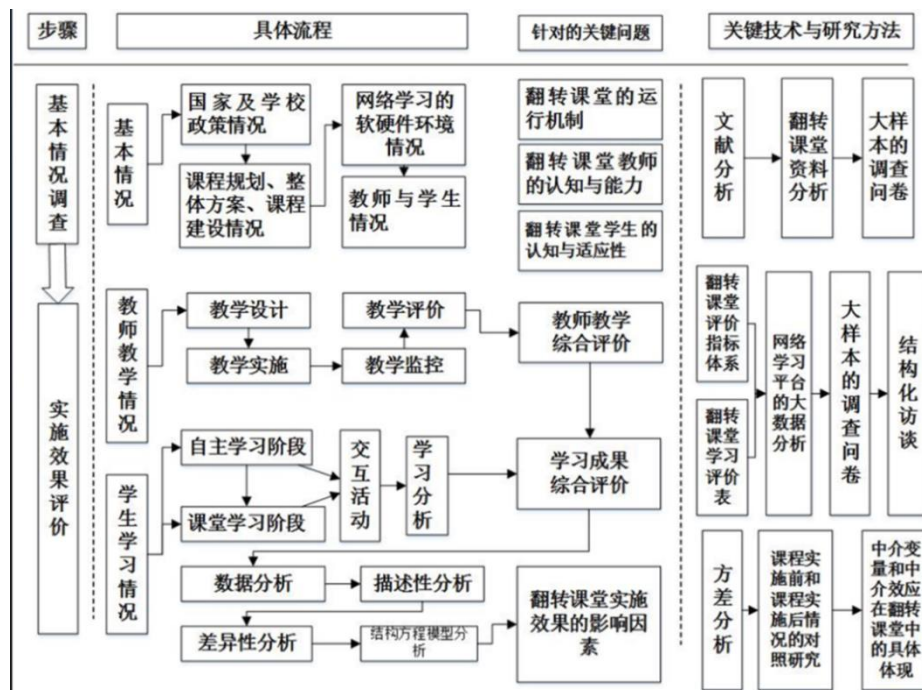 步骤
具体流程
针对的关键问题
关键技术与研究方法
基本情况调查
实施效果评价
基本情况
国家及学校
政策情况
课程规划、整
体方案、课程
建设情况
网络学习的
软硬件环境
情况
教师与学生
情况
翻转课堂的运
行机制
翻转课堂教师
的认知与能力
翻转课堂学生的
认知与适应性
文献分析
翻转
课堂
资料
分析
大样
本的
调查
问卷
教师教学情况
教学设计
教学实施
教学评价
教学监控
教师教学
综合评价
学生学习情况
自主学习阶段
课堂学习阶段
交互活动
学习分析
学习成果
综合评价
数据分析
描述性分析
差异性分析
结构方程模型分
析
翻转课堂实施
效果的影响因
素
翻转
课堂
评价
指标
体系
翻转
课堂
学习
评价
表
网络
学习
平台
的大
数据
分析
大样本的调查问卷
结构化访谈
方差分析
课程实
施前和
课程实
施后情
况的对
照研究
中介变
量和中
介效应
在翻转
课堂中
的具体
体现